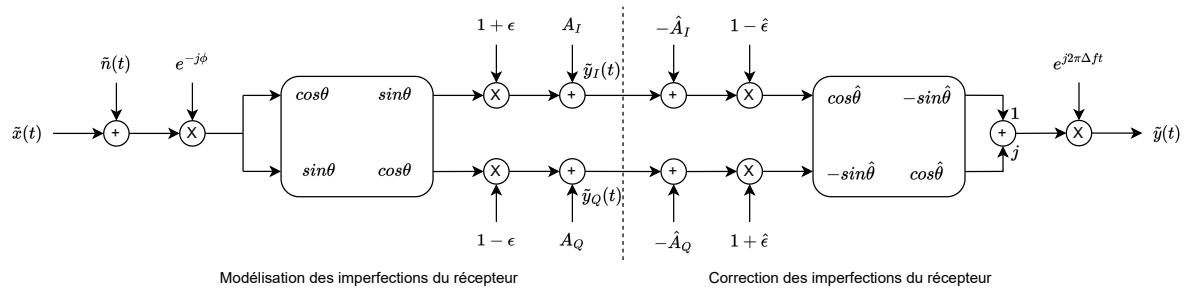 1 + ϵ
A_I
-Â_I
1 - ϵ̂
ñ(t)
e^{-jϕ}
ỹ_I(t)
e^{j2πΔft}
X
+
+
X
cosθ
sinθ
cosθ̂
-sinθ̂
1
x̃(t)
+
X
+
X
ỹ(t)
j
sinθ
cosθ
-sinθ̂
cosθ̂
X
+
+
X
ỹ_Q(t)
1 - ϵ
A_Q
-Â_Q
1 + ϵ̂
Modélisation des imperfections du récepteur
Correction des imperfections du récepteur